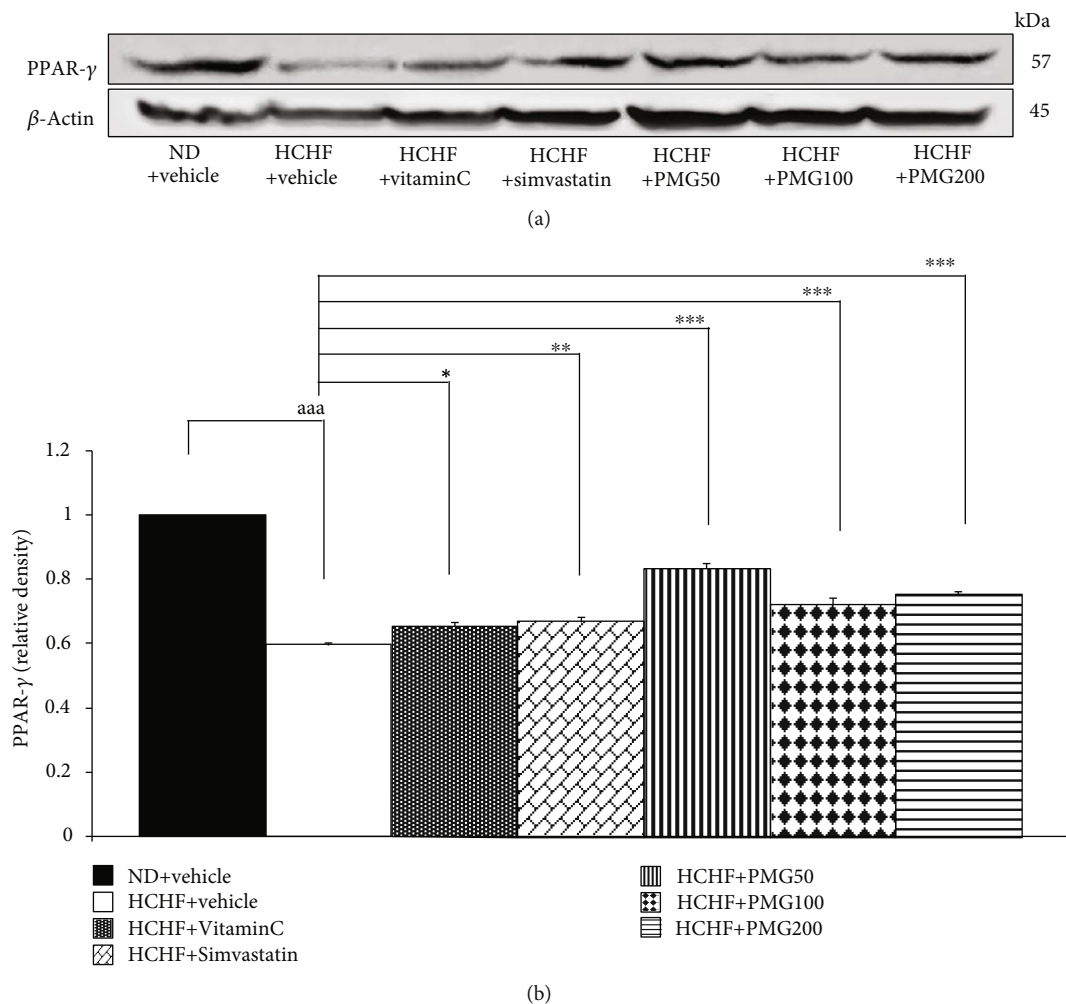 kDa
PPAR-γ
57
β-Actin
45
ND
+vehicle
HCHF
+vehicle
HCHF
+vitaminC
HCHF
+simvastatin
HCHF
+PMG50
HCHF
+PMG100
HCHF
+PMG200
(a)
***
***
***
**
*
aaa
1.2
1
0.8
0.6
0.4
0.2
0
PPAR-γ (relative density)
ND+vehicle
HCHF+vehicle
HCHF+VitaminC
HCHF+Simvastatin
HCHF+PMG50
HCHF+PMG100
HCHF+PMG200
(b)